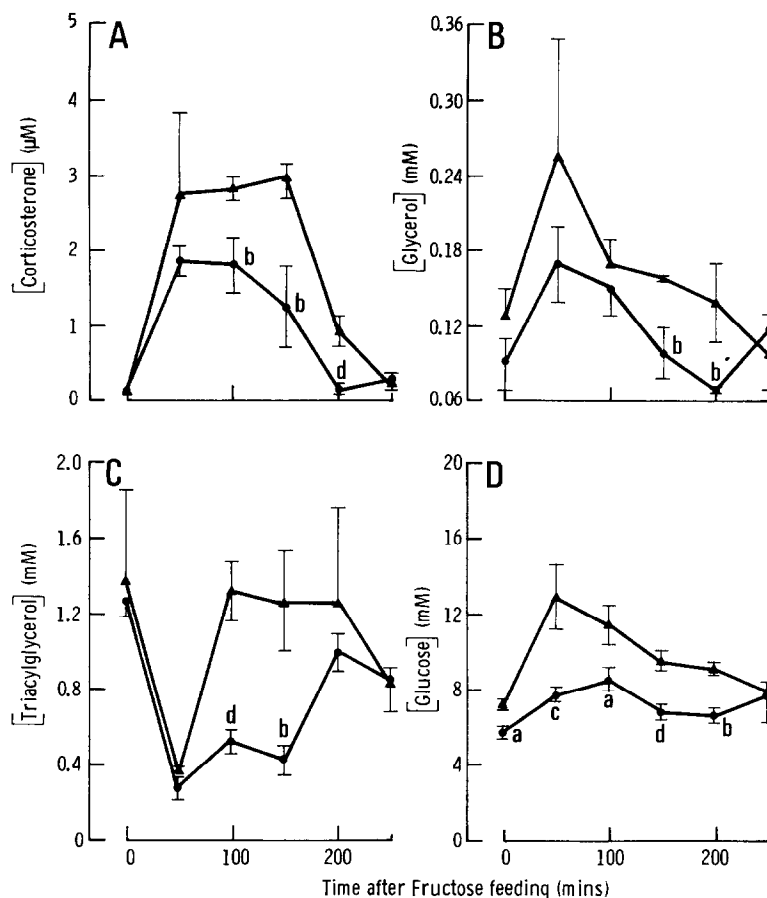 A
B
[Corticosterone] (μM)
5
4
3
2
1
0
b
b
d
[Glycerol] (mM)
0.36
0.30
0.24
0.18
0.12
0.06
b
b
C
D
[Triacylglycerol] (mM)
2.0
1.6
1.2
0.8
0.4
0
d
b
0 100 200
[Glucose] (mM)
20
16
12
8
4
0
a
c
a
d
b
0 100 200
Time after Fructose feeding (mins)